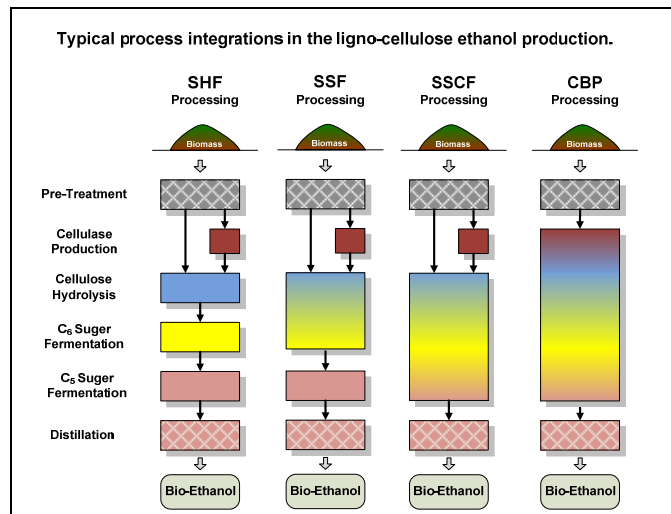 Typical process integrations in the ligno-cellulose ethanol production.
SHF
Processing
SSF
Processing
SSCF
Processing
CBP
Processing
Biomass
Biomass
Biomass
Biomass
Pre-Treatment
Cellulase
Production
Cellulose
Hydrolysis
C₆ Suger
Fermentation
C₅ Suger
Fermentation
Distillation
Bio-Ethanol
Bio-Ethanol
Bio-Ethanol
Bio-Ethanol